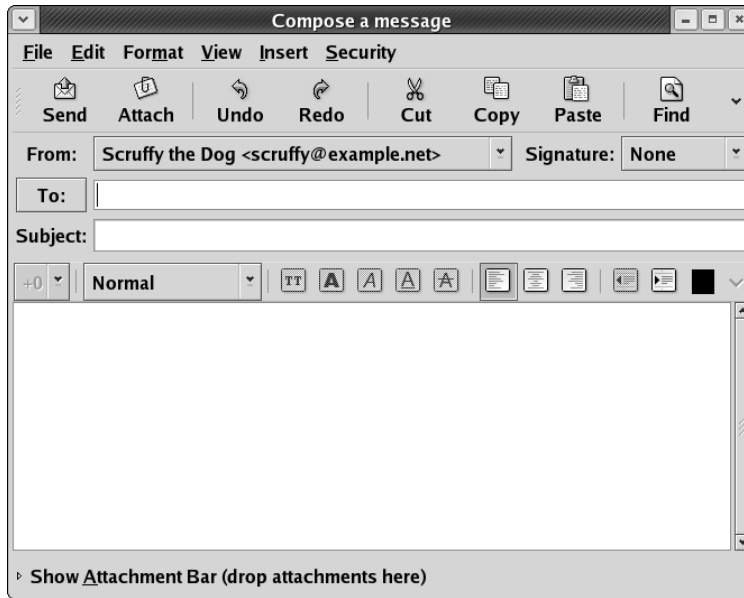 Compose a message
File Edit Format View Insert Security
Send Attach Undo Redo Cut Copy Paste Find
From: Scruffy the Dog <scruffy@example.net> Signature: None
To:
Subject:
+0 Normal TT A A A A
Show Attachment Bar (drop attachments here)